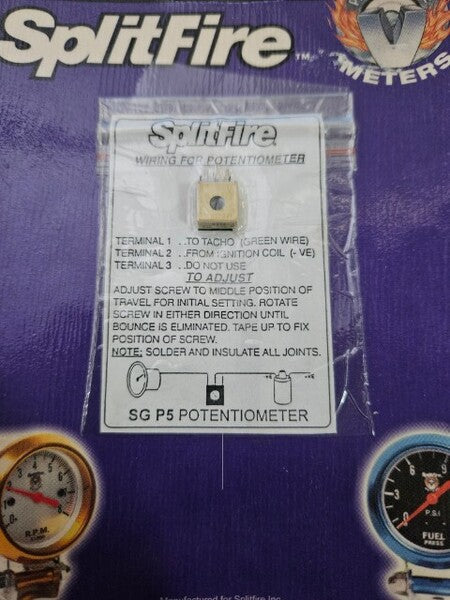 SplitFire™
METERS
SplitFire
WIRING FOR POTENTIOMETER
TERMINAL 1 ..TO TACHO (GREEN WIRE)
TERMINAL 2 ..FROM IGNITION COIL (-VE)
TERMINAL 3 ..DO NOT USE
TO ADJUST
ADJUST SCREW TO MIDDLE POSITION OF
TRAVEL FOR INITIAL SETTING. ROTATE
SCREW IN EITHER DIRECTION UNTIL
BOUNCE IS ELIMINATED. TAPE UP TO FIX
POSITION OF SCREW.
NOTE: SOLDER AND INSULATE ALL JOINTS.
SG P5 POTENTIOMETER
R.P.M.
P.S.I
FUEL
PRESS
Manufactured for Splitfire Inc